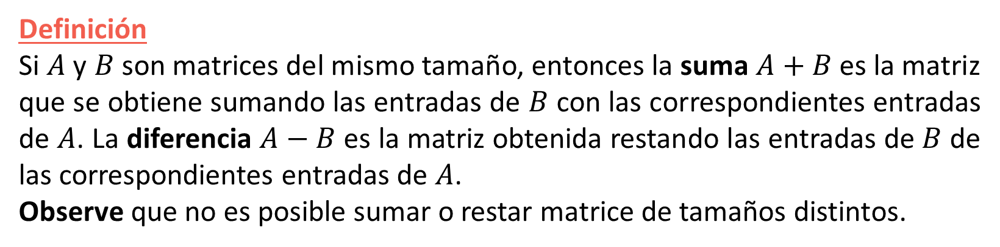 Definición
Si A y B son matrices del mismo tamaño, entonces la suma A + B es la matriz
que se obtiene sumando las entradas de B con las correspondientes entradas
de A. La diferencia A − B es la matriz obtenida restando las entradas de B de
las correspondientes entradas de A.
Observe que no es posible sumar o restar matrice de tamaños distintos.